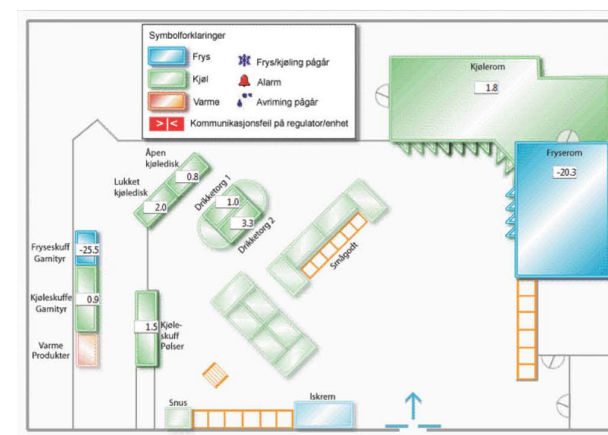 Symbolforklaringer
Frys
Kjøl
Varme
Frys/kjøling pågår
Alarm
Avriming pågår
>|< Kommunikasjonsfeil på regulator/enhet
Kjølerom
1.8
Fryserom
-20.3
Åpen
kjøledisk
0.8
Lukket
kjøledisk
2.0
Drikketorg 1
1.0
3.3
Drikketorg 2
Smågodt
Fryseskuff
Garnityr
-25.5
Kjøleskuffe
Garnityr
0.9
Varme
Produkter
1.5
Kjøle-
skuff
Pølser
Snus
Iskrem